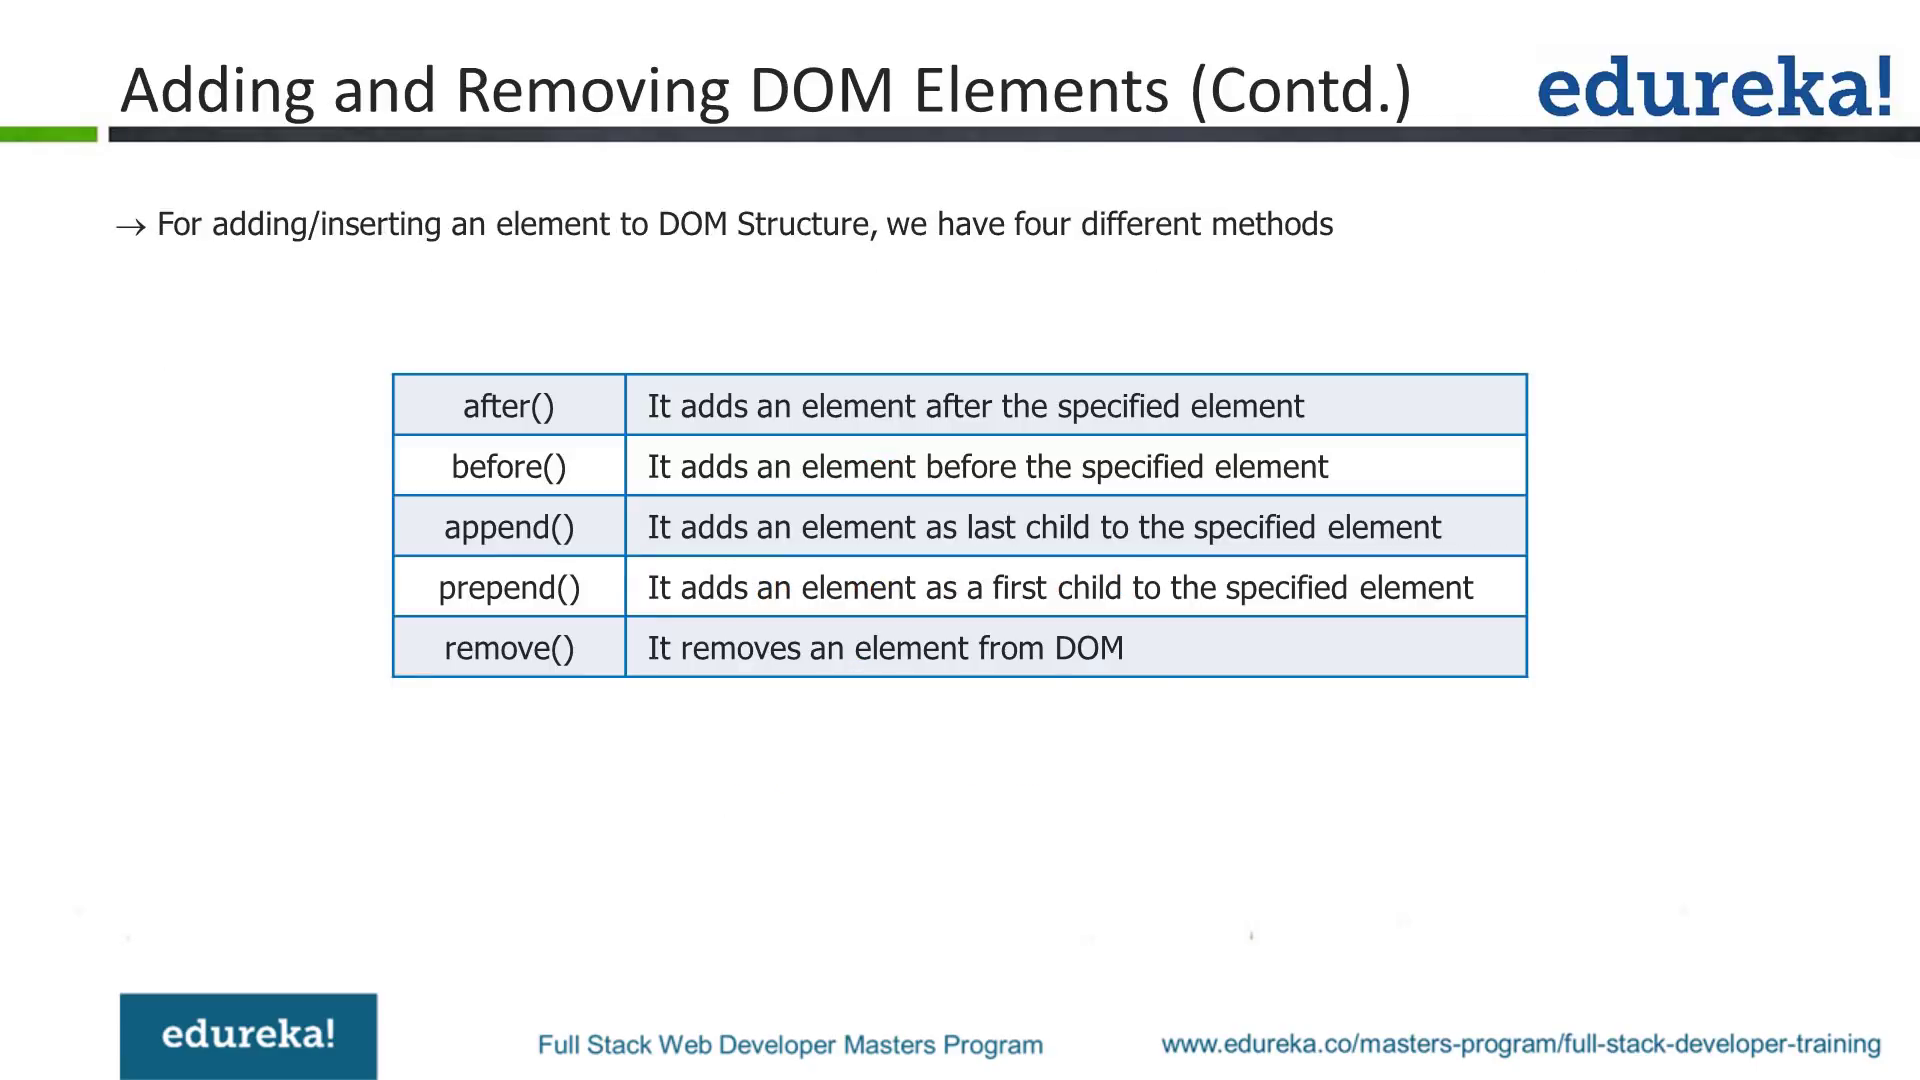 Adding and Removing DOM Elements (Contd.)
edureka!
→ For adding/inserting an element to DOM Structure, we have four different methods
after() It adds an element after the specified element
before() It adds an element before the specified element
append() It adds an element as last child to the specified element
prepend() It adds an element as a first child to the specified element
remove() It removes an element from DOM
edureka!
Full Stack Web Developer Masters Program
www.edureka.co/masters-program/full-stack-developer-training